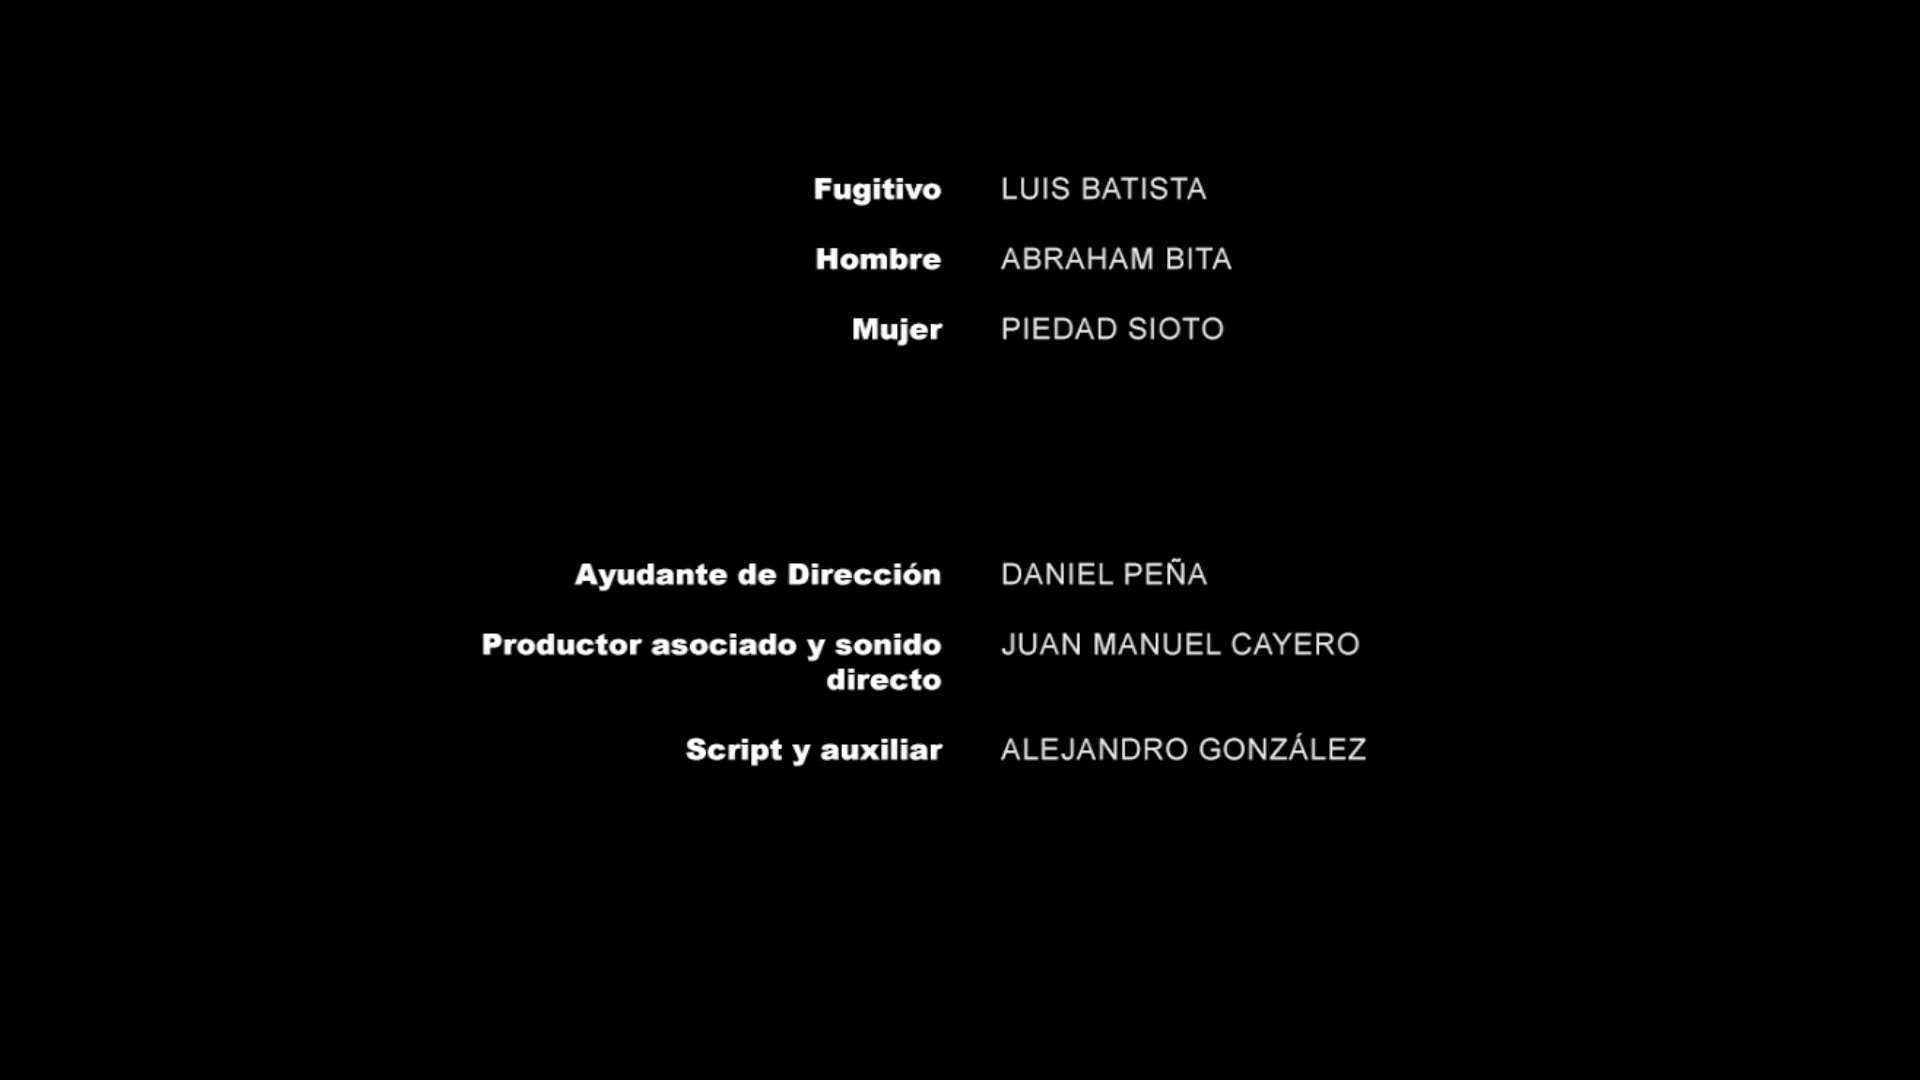 Fugitivo LUIS BATISTA
Hombre ABRAHAM BITA
Mujer PIEDAD SIOTO
Ayudante de Dirección DANIEL PEÑA
Productor asociado y sonido JUAN MANUEL CAYERO
directo
Script y auxiliar ALEJANDRO GONZÁLEZ